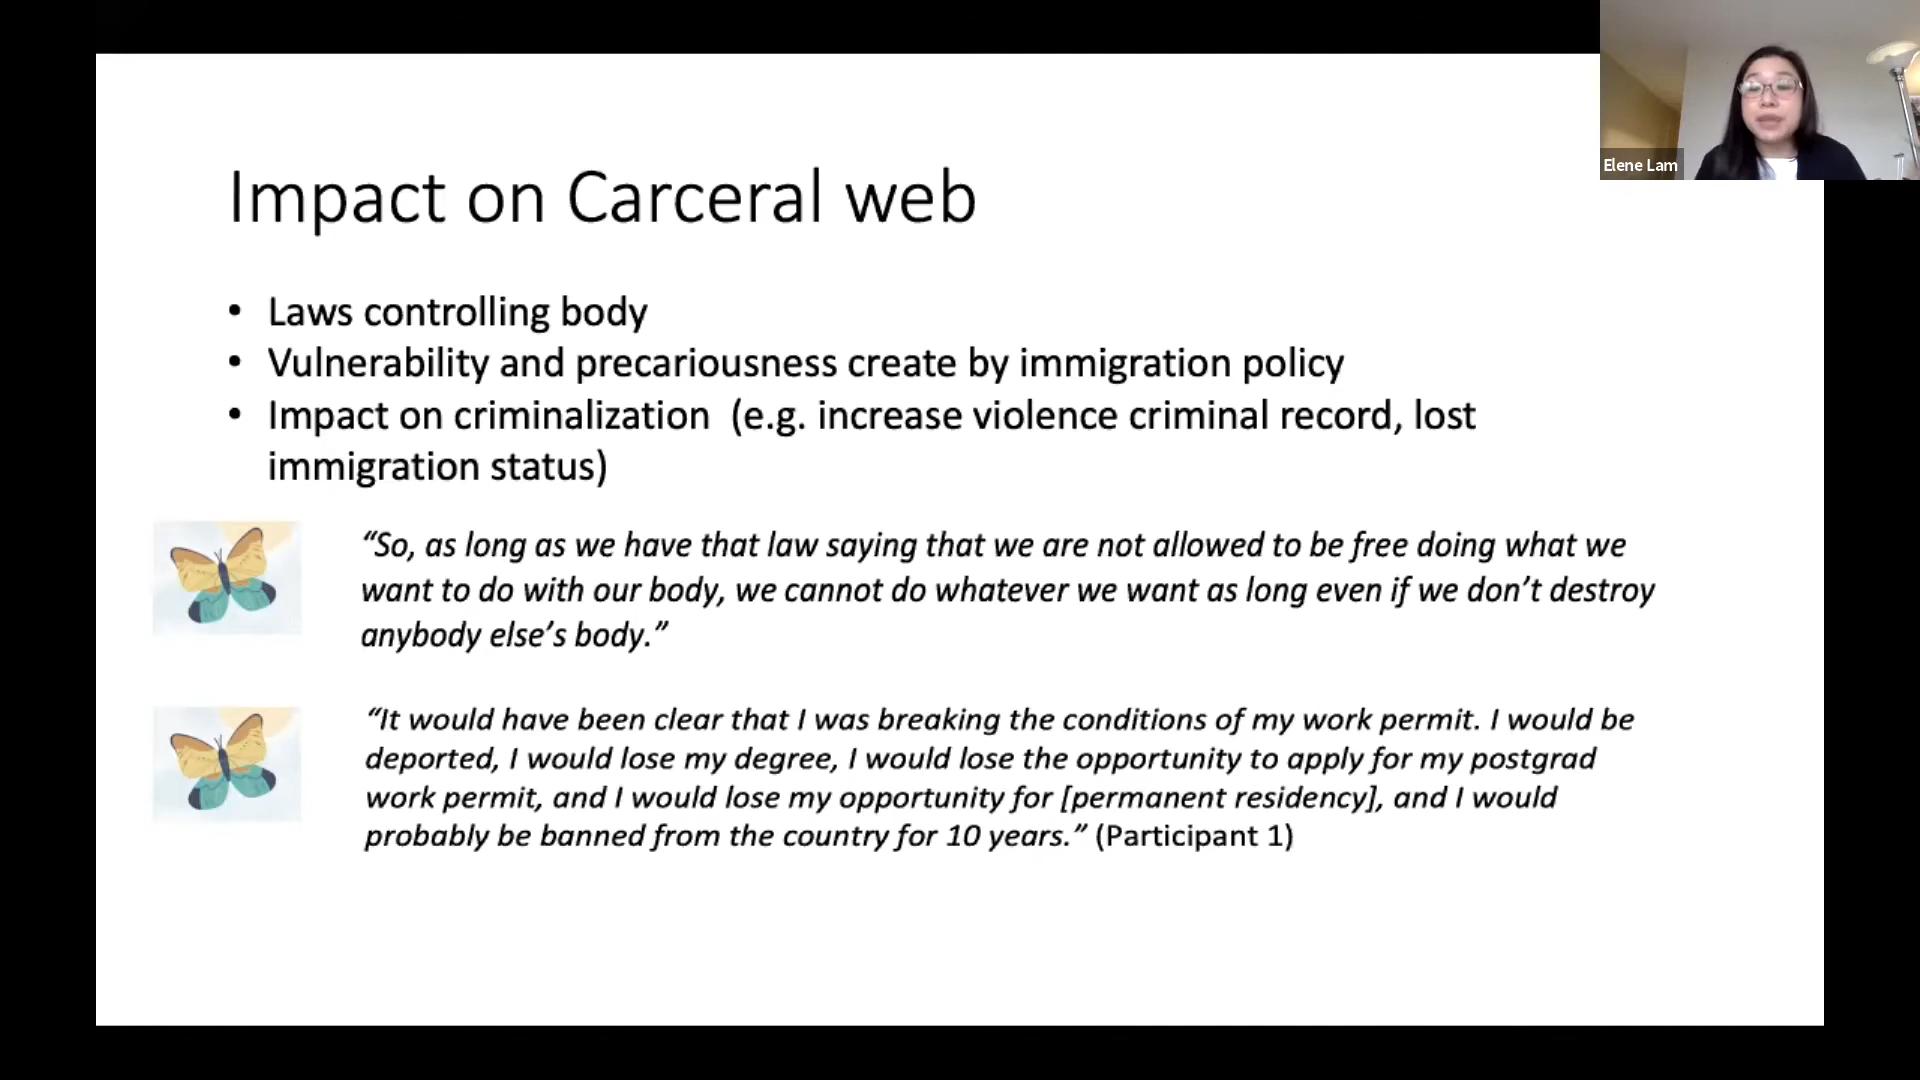 Elene Lam
Impact on Carceral web
• Laws controlling body
• Vulnerability and precariousness create by immigration policy
• Impact on criminalization (e.g. increase violence criminal record, lost
immigration status)
“So, as long as we have that law saying that we are not allowed to be free doing what we
want to do with our body, we cannot do whatever we want as long even if we don’t destroy
anybody else’s body.”
“It would have been clear that I was breaking the conditions of my work permit. I would be
deported, I would lose my degree, I would lose the opportunity to apply for my postgrad
work permit, and I would lose my opportunity for [permanent residency], and I would
probably be banned from the country for 10 years.” (Participant 1)